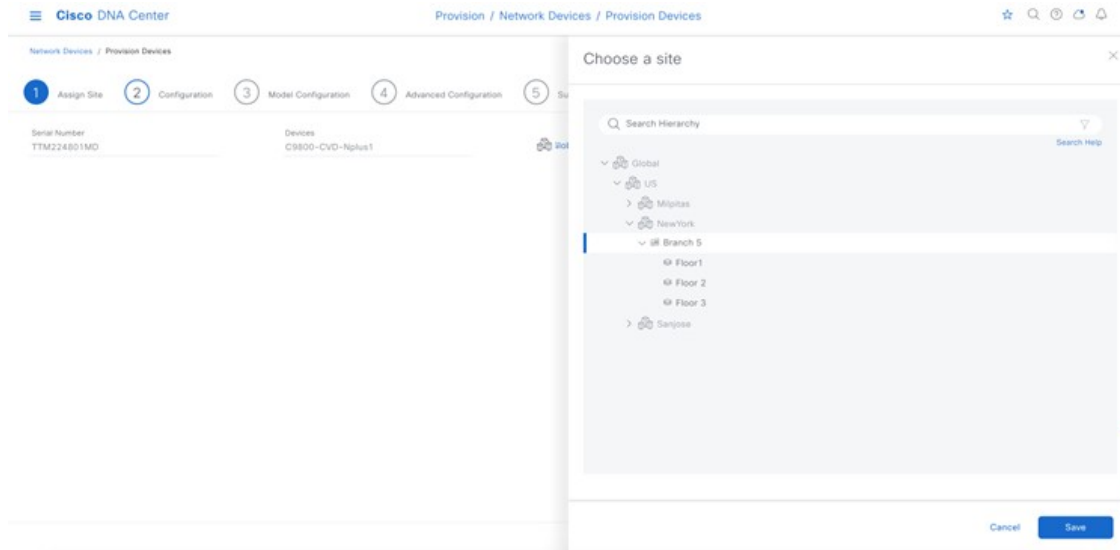 Cisco DNA Center
Provision / Network Devices / Provision Devices
Network Devices / Provision Devices
1 Assign Site 2 Configuration 3 Model Configuration 4 Advanced Configuration 5 Su
Serial Number
TTM224801MD
Devices
C9800-CVD-Nplus1
Choose a site
Search Hierarchy
Search Help
Global
US
Milpitas
NewYork
Branch 5
Floor1
Floor 2
Floor 3
Sanjose
Cancel Save